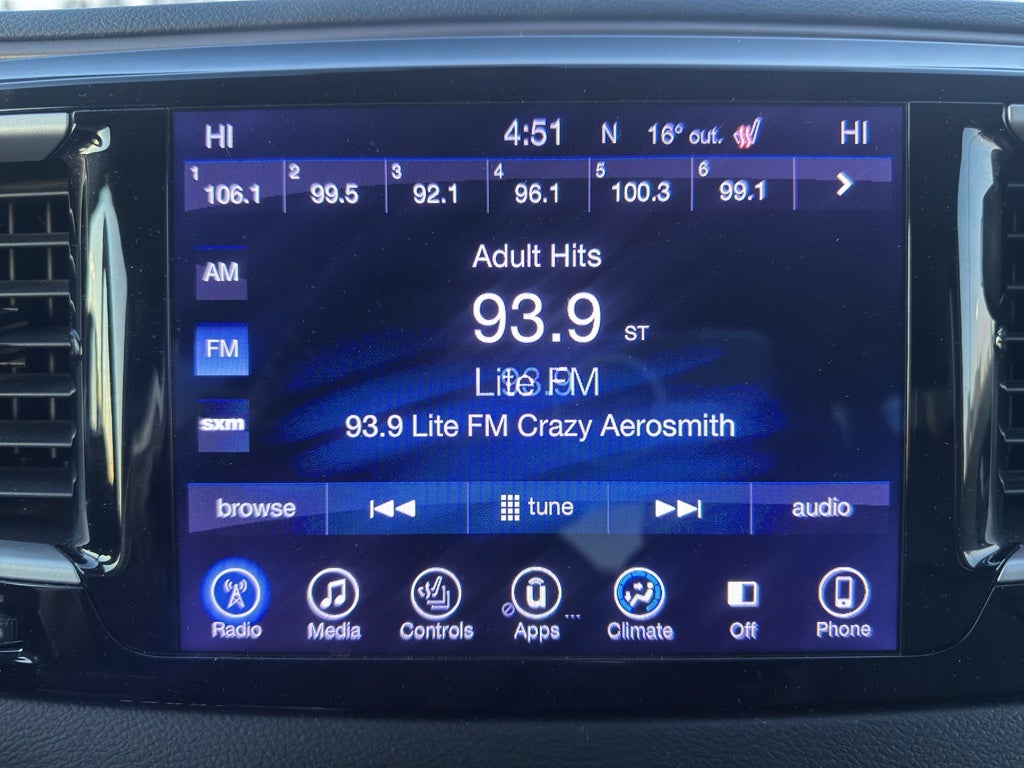 HI 4:51 N 16° out. HI
1 106.1 2 99.5 3 92.1 4 96.1 5 100.3 6 99.1
Adult Hits
AM
93.9 ST
FM
Lite FM
93.9
93.9 Lite FM Crazy Aerosmith
sxm
browse tune audio
Radio Media Controls Apps ... Climate Off Phone